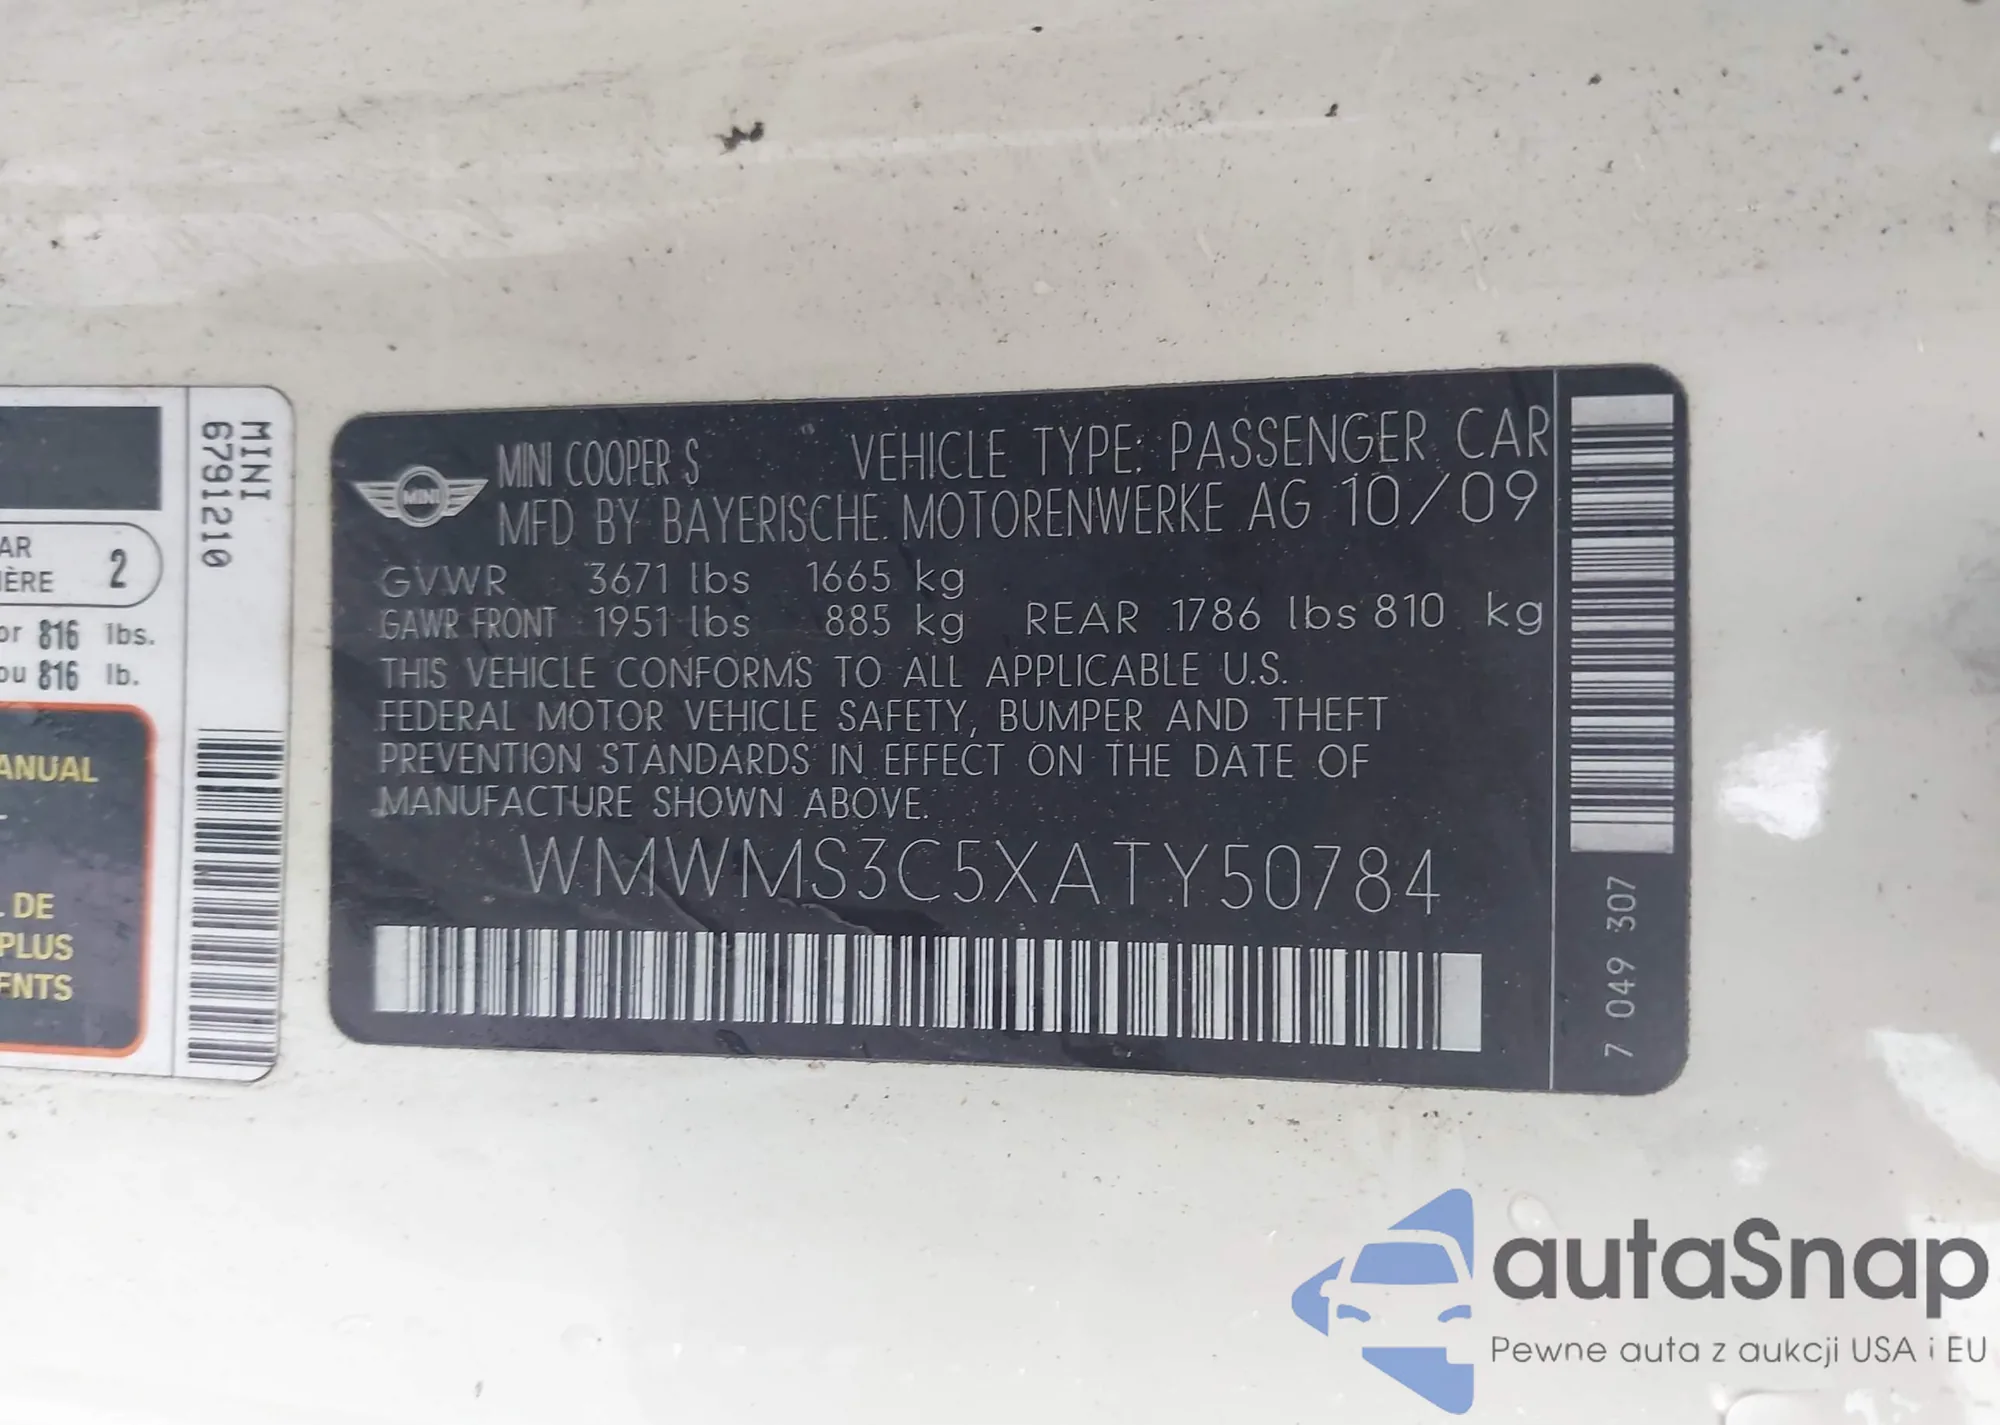 MINI
6791210
AR
IÈRE
2
or 816 lbs.
ou 816 lb.
ANUAL
DE
PLUS
ENTS
MINI
MINI COOPER S VEHICLE TYPE: PASSENGER CAR
MFD BY BAYERISCHE MOTORENWERKE AG 10/09
GVWR 3671 lbs 1665 kg
GAWR FRONT 1951 lbs 885 kg REAR 1786 lbs 810 kg
THIS VEHICLE CONFORMS TO ALL APPLICABLE U.S.
FEDERAL MOTOR VEHICLE SAFETY, BUMPER AND THEFT
PREVENTION STANDARDS IN EFFECT ON THE DATE OF
MANUFACTURE SHOWN ABOVE.
WMWMS3C5XATY50784
7 049 307
autaSnap
Pewne auta z aukcji USA i EU